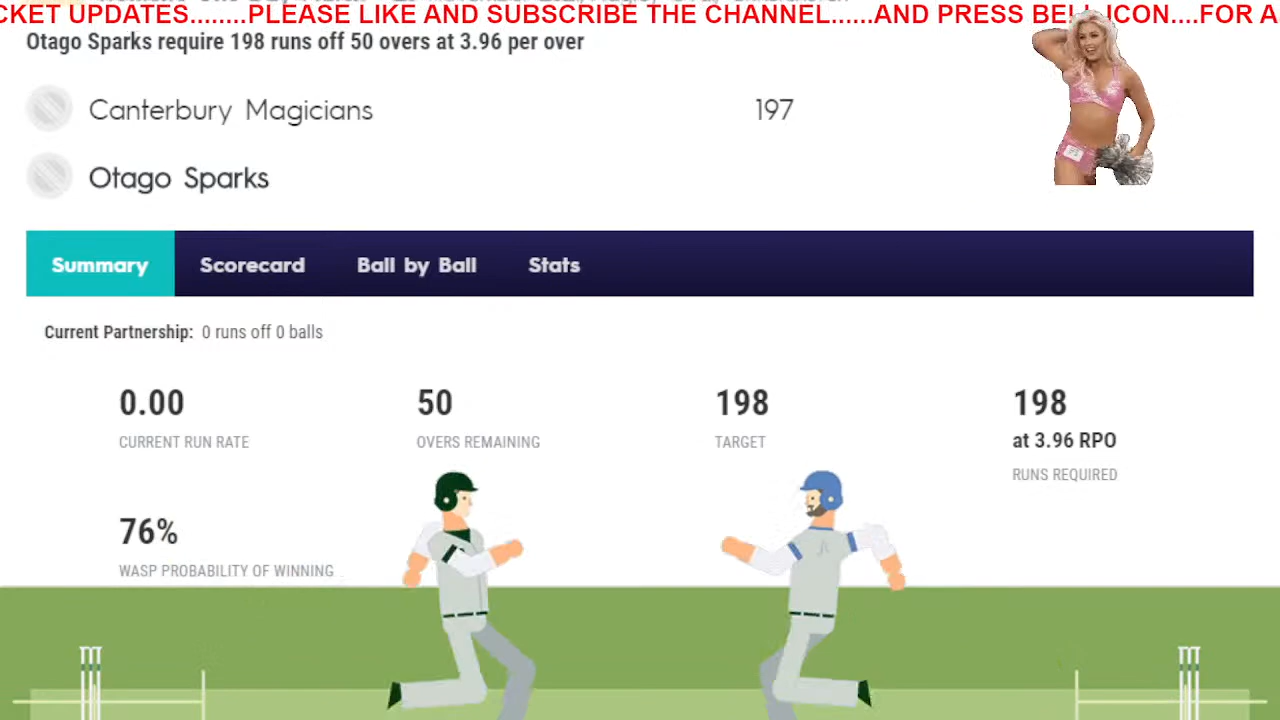 CKET UPDATES........PLEASE LIKE AND SUBSCRIBE THE CHANNEL......AND PRESS BELL ICON....FOR A
Otago Sparks require 198 runs off 50 overs at 3.96 per over
Canterbury Magicians 197
Otago Sparks
Summary Scorecard Ball by Ball Stats
Current Partnership: 0 runs off 0 balls
0.00 50 198 198
at 3.96 RPO
CURRENT RUN RATE OVERS REMAINING TARGET
RUNS REQUIRED
76%
WASP PROBABILITY OF WINNING